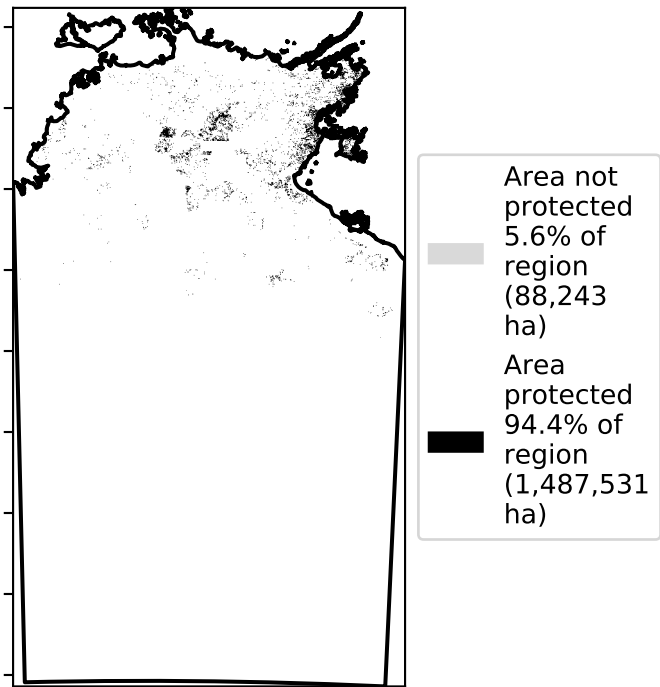 Area not
protected
5.6% of
region
(88,243
ha)
Area
protected
94.4% of
region
(1,487,531
ha)